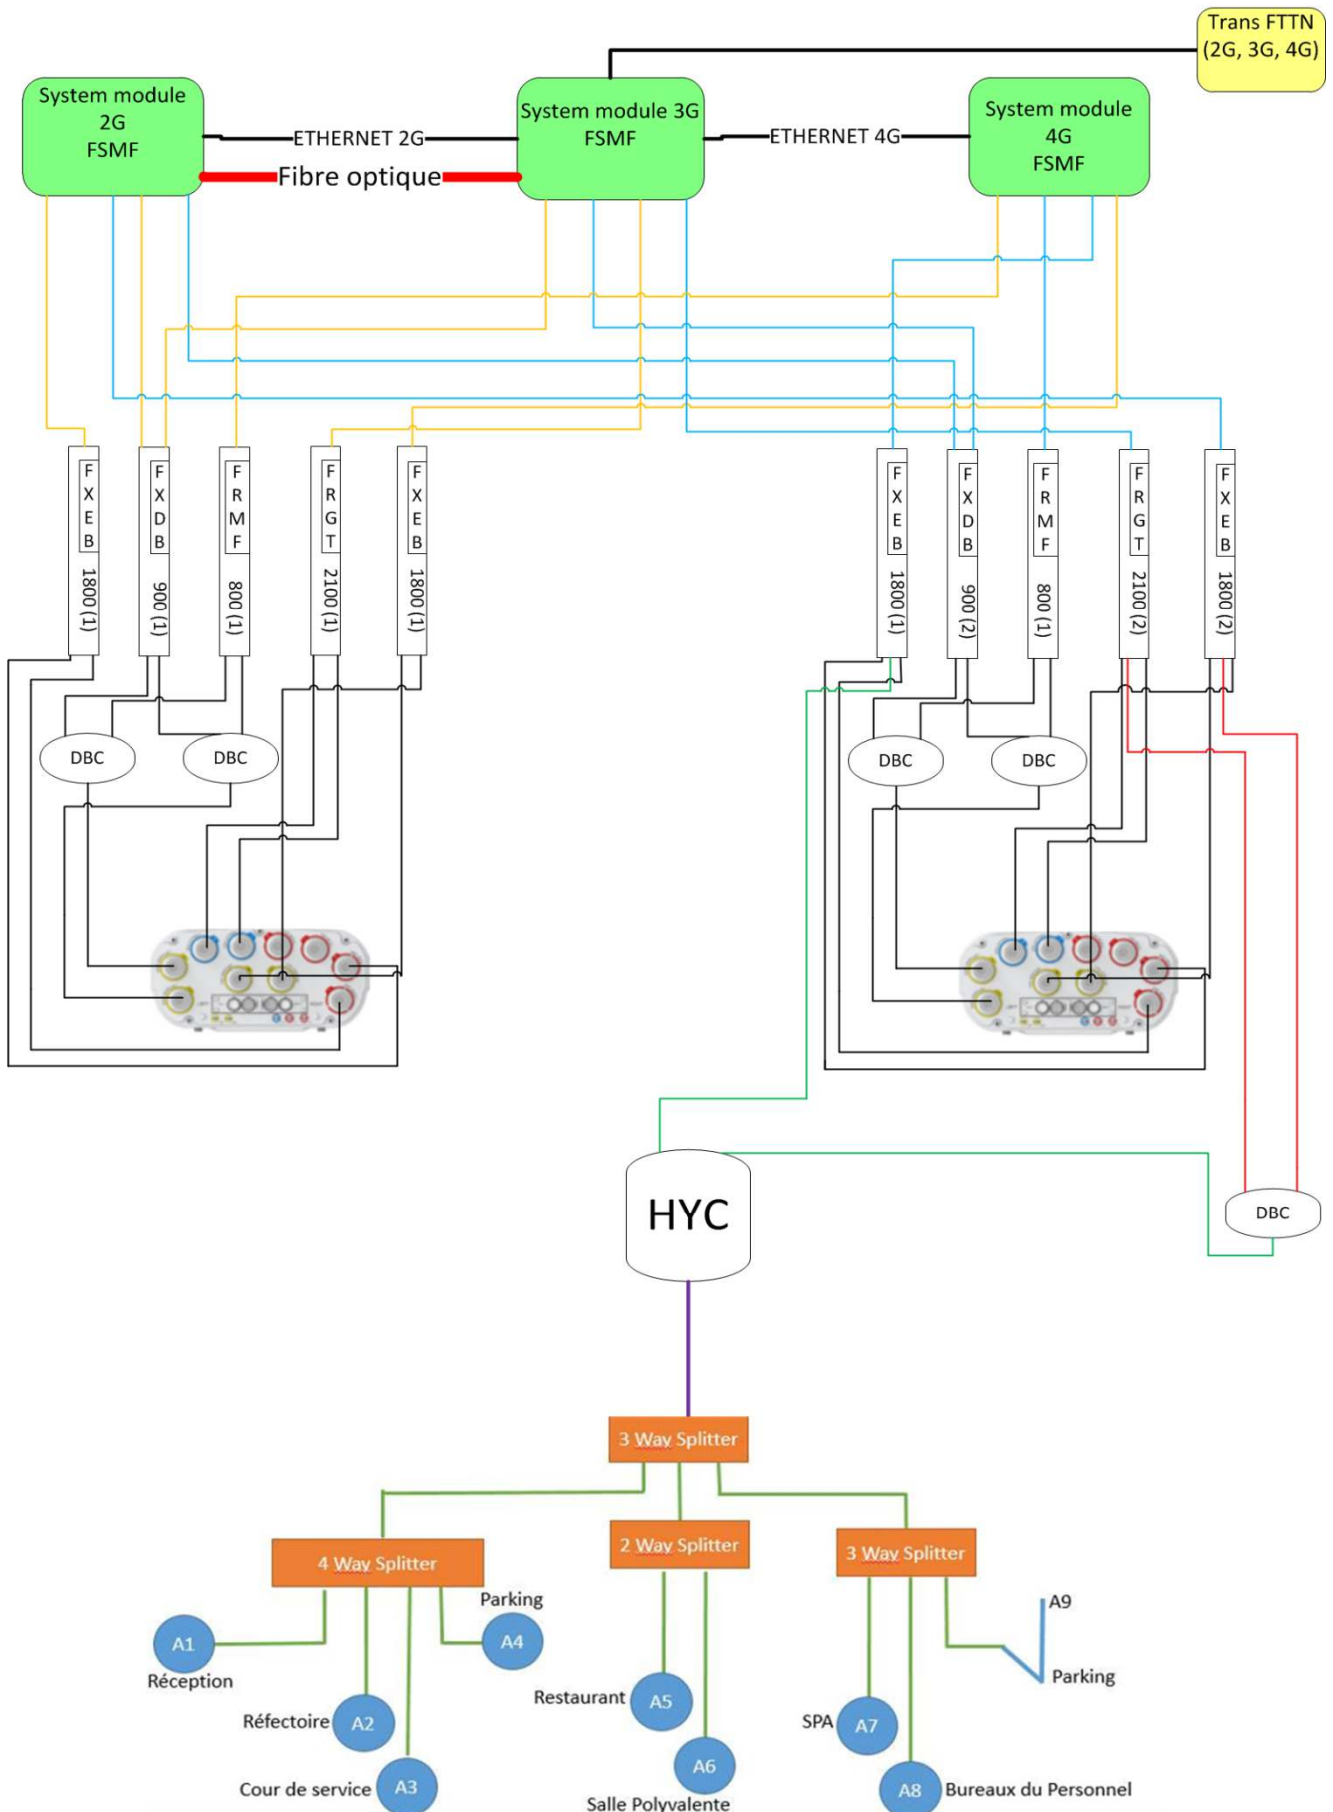 Trans FTTN
(2G, 3G, 4G)
System module
2G
FSMF
ETHERNET 2G
System module 3G
FSMF
ETHERNET 4G
System module
4G
FSMF
Fibre optique
FXEB
1800 (1)
FXDB
900 (1)
FRMF
800 (1)
FRGT
2100 (1)
FXEB
1800 (1)
FXEB
1800 (1)
FXDB
900 (2)
FRMF
800 (1)
FRGT
2100 (2)
FXEB
1800 (2)
DBC
DBC
DBC
DBC
HYC
DBC
3 Way Splitter
4 Way Splitter
2 Way Splitter
3 Way Splitter
Parking
A9
A1
A4
Réception
Parking
Restaurant
A5
Réfectoire
A2
SPA
A7
A6
Cour de service
A3
A8
Bureaux du Personnel
Salle Polyvalente